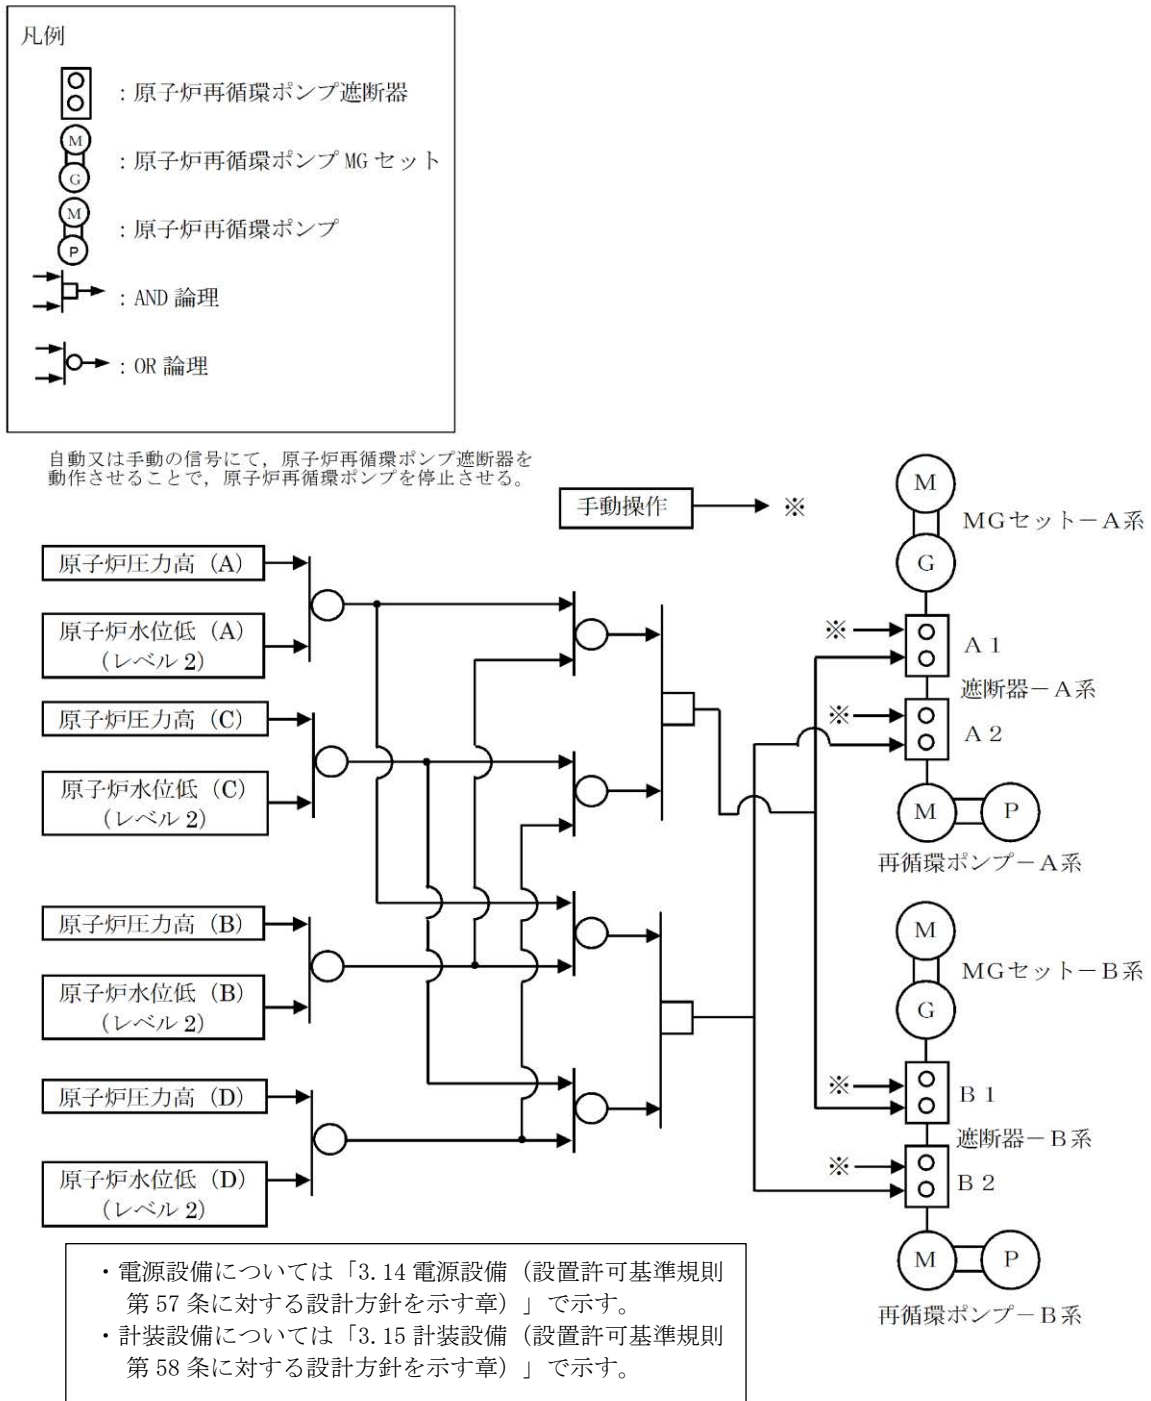 凡例
：原子炉再循環ポンプ遮断器
M
G
：原子炉再循環ポンプ MG セット
M
P
：原子炉再循環ポンプ
：AND 論理
：OR 論理
自動又は手動の信号にて，原子炉再循環ポンプ遮断器を
動作させることで，原子炉再循環ポンプを停止させる。
手動操作
※
M
MGセット－A系
G
原子炉圧力高（A）
原子炉水位低（A）
（レベル 2）
原子炉圧力高（C）
原子炉水位低（C）
（レベル 2）
原子炉圧力高（B）
原子炉水位低（B）
（レベル 2）
原子炉圧力高（D）
原子炉水位低（D）
（レベル 2）
※
A1
遮断器－A系
※
A2
M
P
再循環ポンプ－A系
M
MGセット－B系
G
※
B1
遮断器－B系
※
B2
M
P
再循環ポンプ－B系
・電源設備については「3.14 電源設備（設置許可基準規則
第 57 条に対する設計方針を示す章）」で示す。
・計装設備については「3.15 計装設備（設置許可基準規則
第 58 条に対する設計方針を示す章）」で示す。